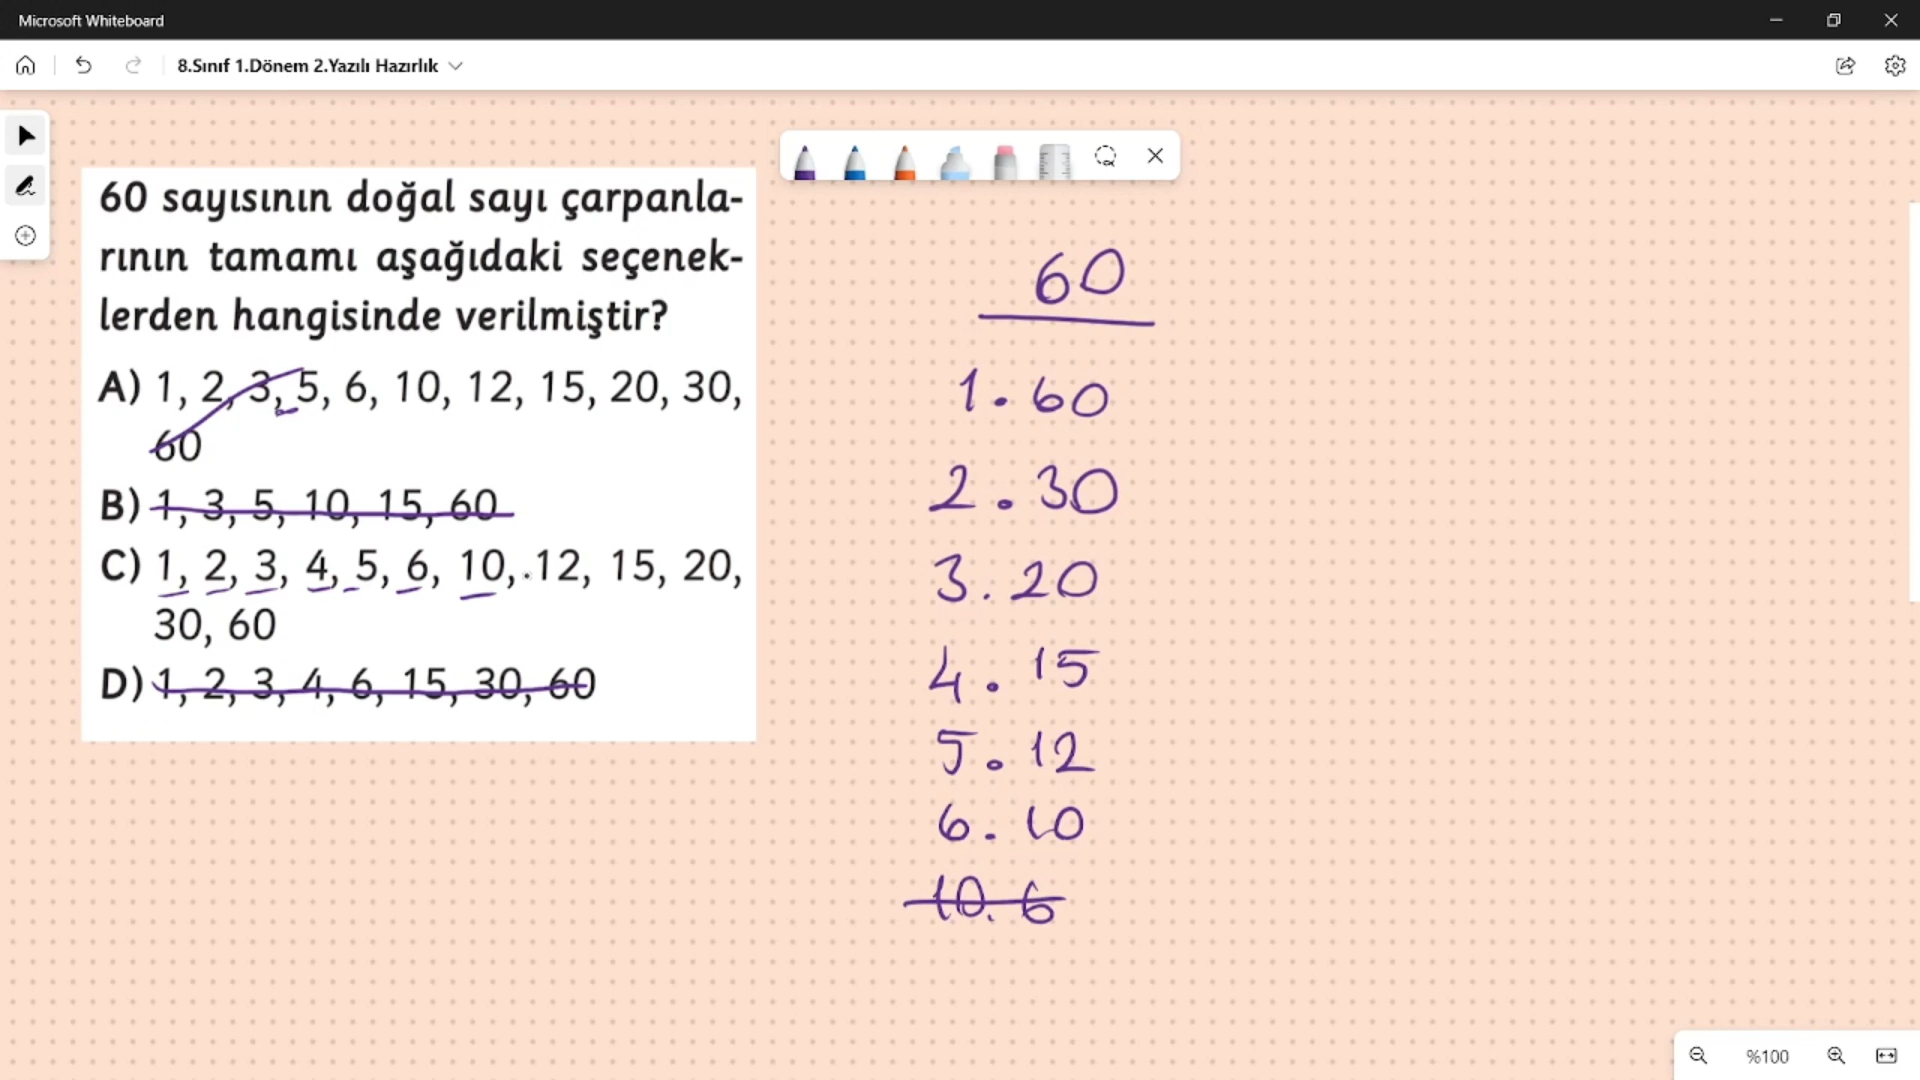 Microsoft Whiteboard
8.Sınıf 1.Dönem 2.Yazılı Hazırlık
60 sayısının doğal sayı çarpanla-
rının tamamı aşağıdaki seçenek-
lerden hangisinde verilmiştir?
A) 1, 2, 3, 5, 6, 10, 12, 15, 20, 30,
60
B) 1, 3, 5, 10, 15, 60
C) 1, 2, 3, 4, 5, 6, 10, 12, 15, 20,
30, 60
D) 1, 2, 3, 4, 6, 15, 30, 60
60
1 . 60
2 . 30
3 . 20
4 . 15
5 . 12
6 . 10
10 . 6
%100